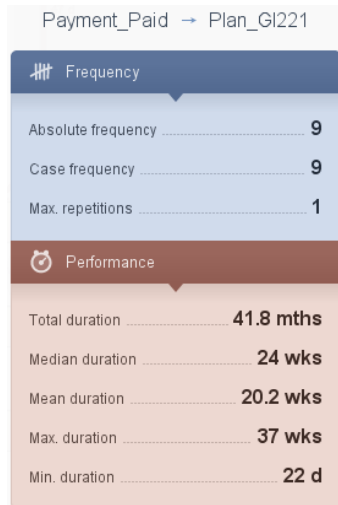 Payment_Paid → Plan_GI221
Frequency
Absolute frequency 9
Case frequency 9
Max. repetitions 1
Performance
Total duration 41.8 mths
Median duration 24 wks
Mean duration 20.2 wks
Max. duration 37 wks
Min. duration 22 d